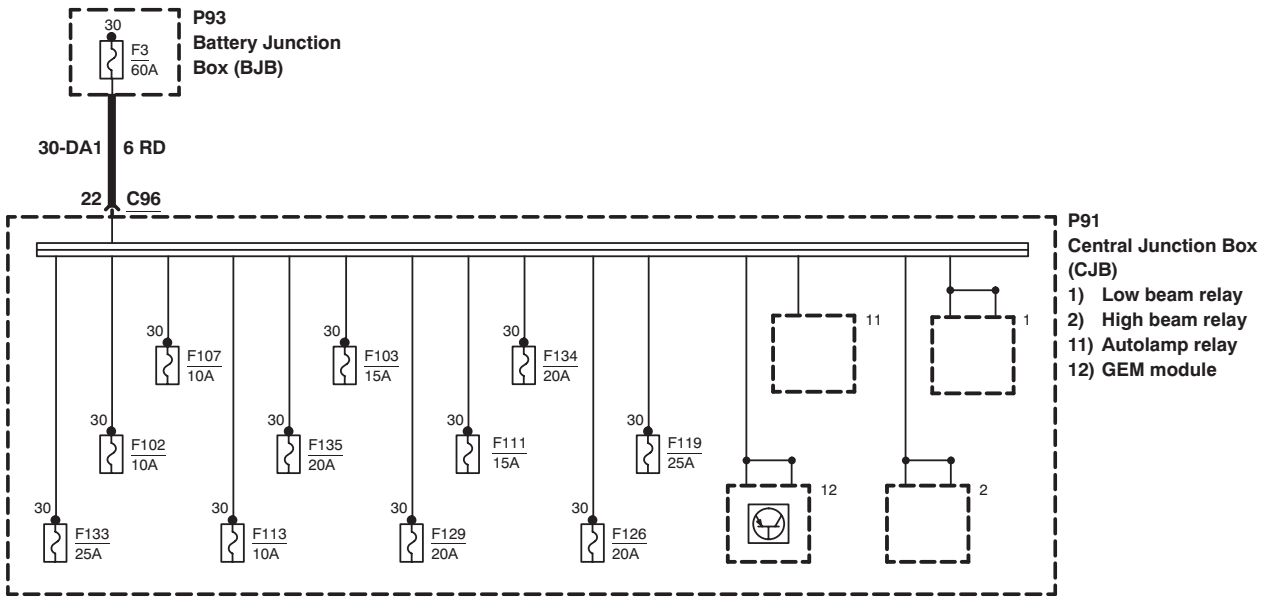 30
F3
60A
P93
Battery Junction
Box (BJB)
30-DA1
6 RD
22
C96
P91
Central Junction Box
(CJB)
1) Low beam relay
2) High beam relay
11) Autolamp relay
12) GEM module
30
F107
10A
30
F103
15A
30
F134
20A
11
1
30
F102
10A
30
F135
20A
30
F111
15A
30
F119
25A
30
F133
25A
30
F113
10A
30
F129
20A
30
F126
20A
12
2